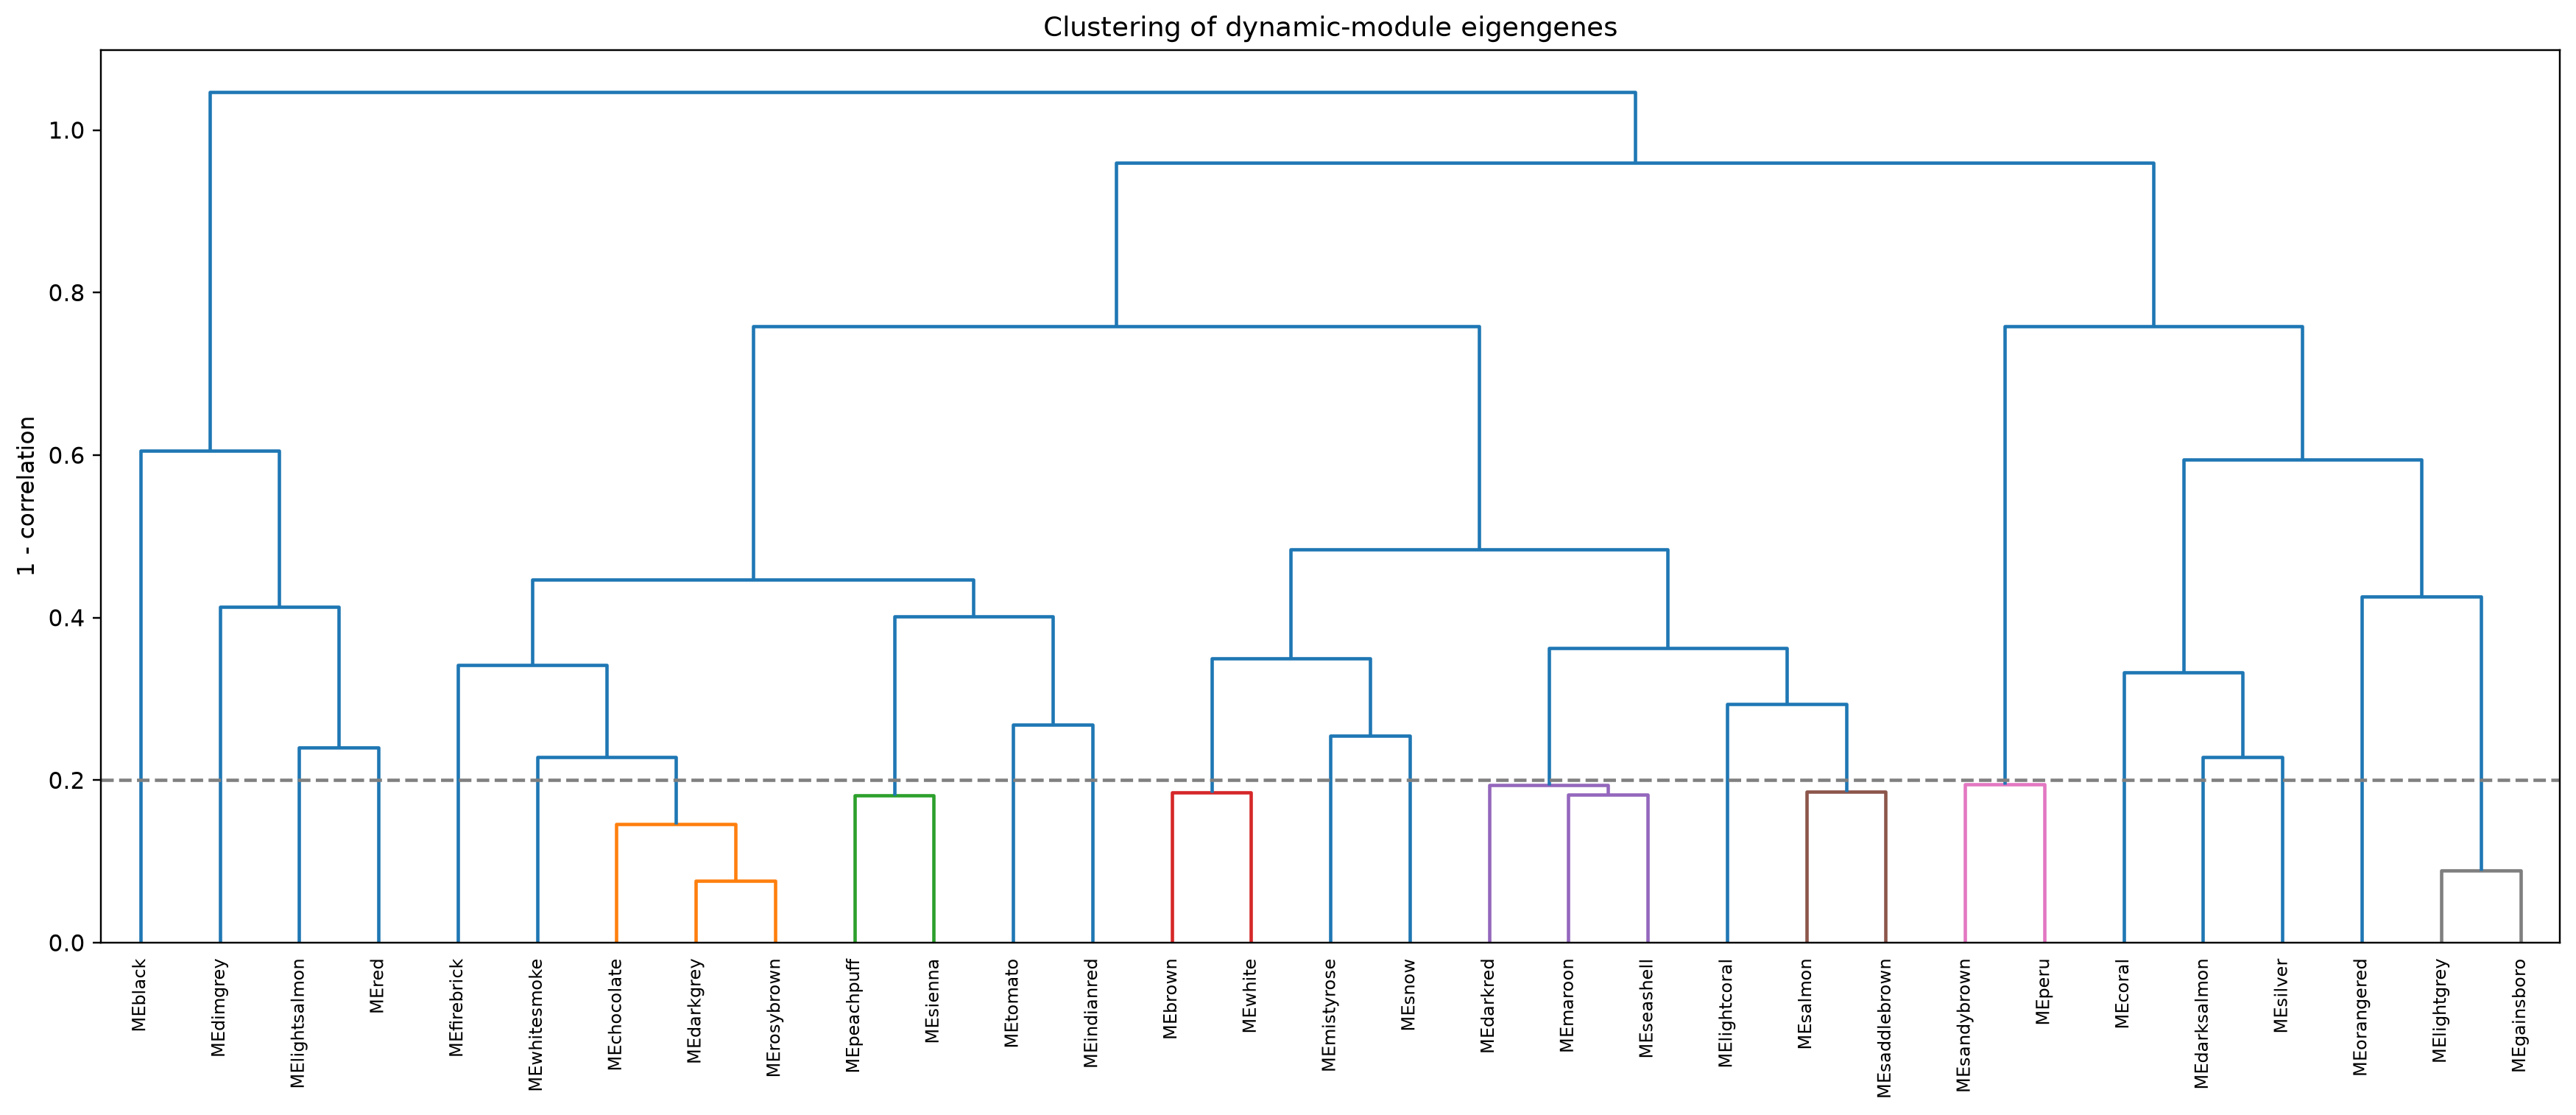 Clustering of dynamic-module eigengenes
1 - correlation
1.0
0.8
0.6
0.4
0.2
0.0
MEblack
MEdimgrey
MElightsalmon
MEred
MEfirebrick
MEwhitesmoke
MEchocolate
MEdarkgrey
MErosybrown
MEpeachpuff
MEsienna
MEtomato
MEindianred
MEbrown
MEwhite
MEmistyrose
MEsnow
MEdarkred
MEmaroon
MEseashell
MElightcoral
MEsalmon
MEsaddlebrown
MEsandybrown
MEperu
MEcoral
MEdarksalmon
MEsilver
MEorangered
MElightgrey
MEgainsboro